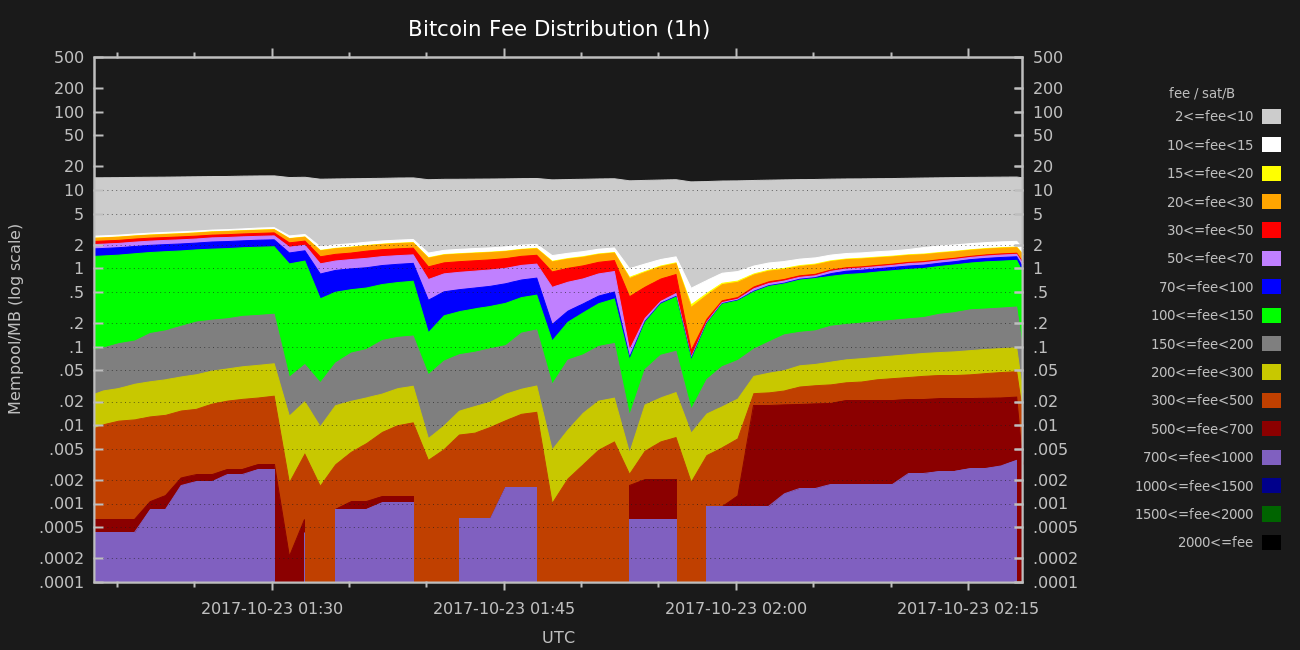 Bitcoin Fee Distribution (1h)
500
200
100
50
20
10
5
2
1
.5
.2
.1
.05
.02
.01
.005
.002
.001
.0005
.0002
.0001
Mempool/MB (log scale)
500
200
100
50
20
10
5
2
1
.5
.2
.1
.05
.02
.01
.005
.002
.001
.0005
.0002
.0001
fee / sat/B
2<=fee<10
10<=fee<15
15<=fee<20
20<=fee<30
30<=fee<50
50<=fee<70
70<=fee<100
100<=fee<150
150<=fee<200
200<=fee<300
300<=fee<500
500<=fee<700
700<=fee<1000
1000<=fee<1500
1500<=fee<2000
2000<=fee
2017-10-23 01:30
2017-10-23 01:45
2017-10-23 02:00
2017-10-23 02:15
UTC